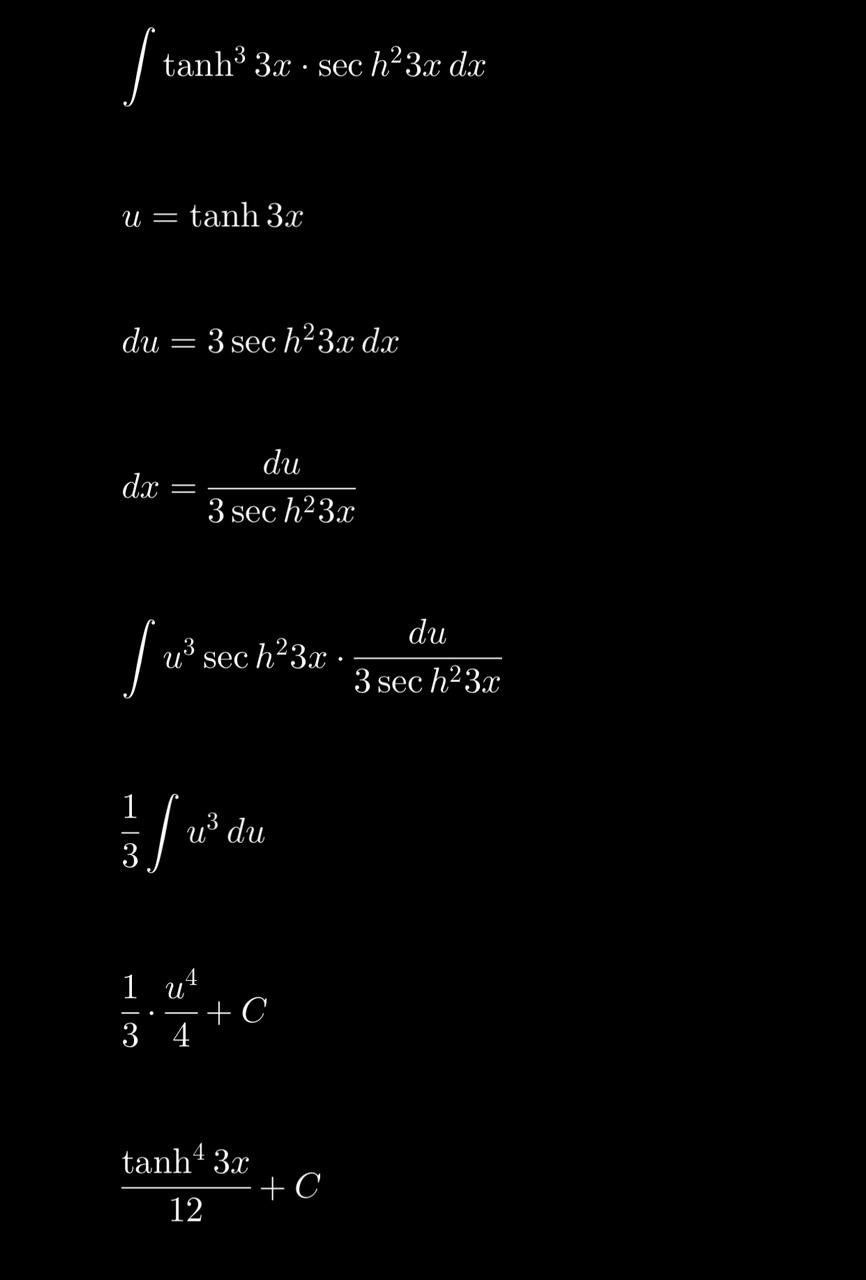 ∫ tanh³ 3x · sec h²3x dx
u = tanh 3x
du = 3 sec h²3x dx
dx = du / 3 sec h²3x
∫ u³ sec h²3x · du / 3 sec h²3x
1/3 ∫ u³ du
1/3 · u⁴/4 + C
tanh⁴ 3x / 12 + C